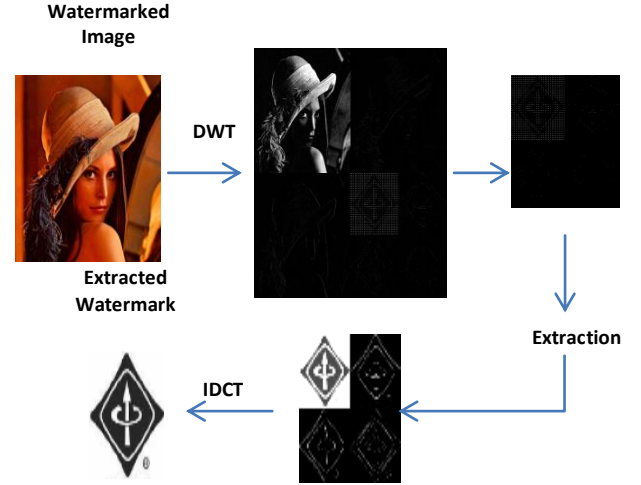 Watermarked
Image
DWT
Extracted
Watermark
Extraction
IDCT
®